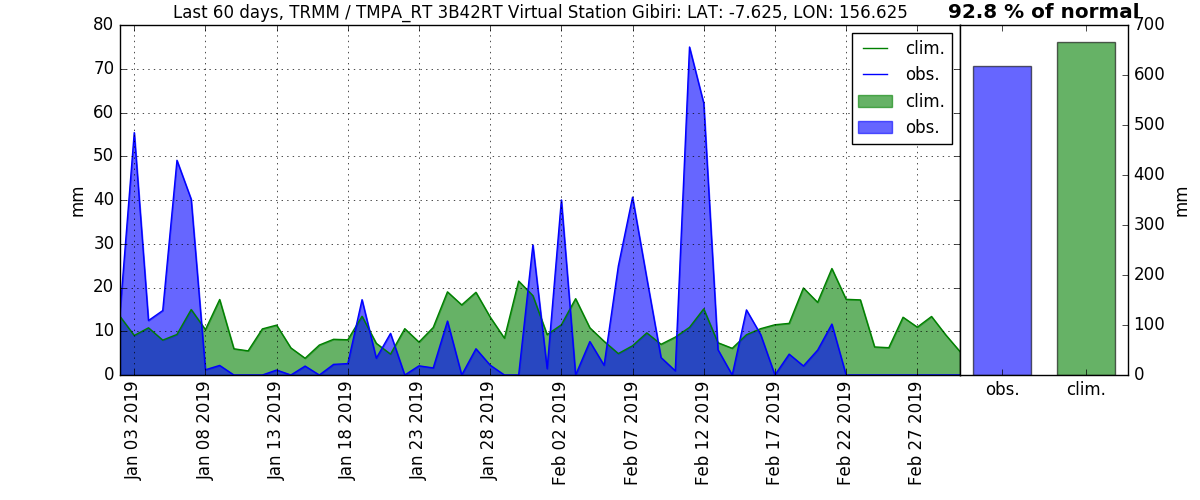 Last 60 days, TRMM / TMPA_RT 3B42RT Virtual Station Gibiri: LAT: -7.625, LON: 156.625
92.8 % of normal
80
70
60
50
40
30
20
10
0
mm
clim.
obs.
clim.
obs.
Jan 03 2019
Jan 08 2019
Jan 13 2019
Jan 18 2019
Jan 23 2019
Jan 28 2019
Feb 02 2019
Feb 07 2019
Feb 12 2019
Feb 17 2019
Feb 22 2019
Feb 27 2019
700
600
500
400
300
200
100
0
mm
obs.
clim.